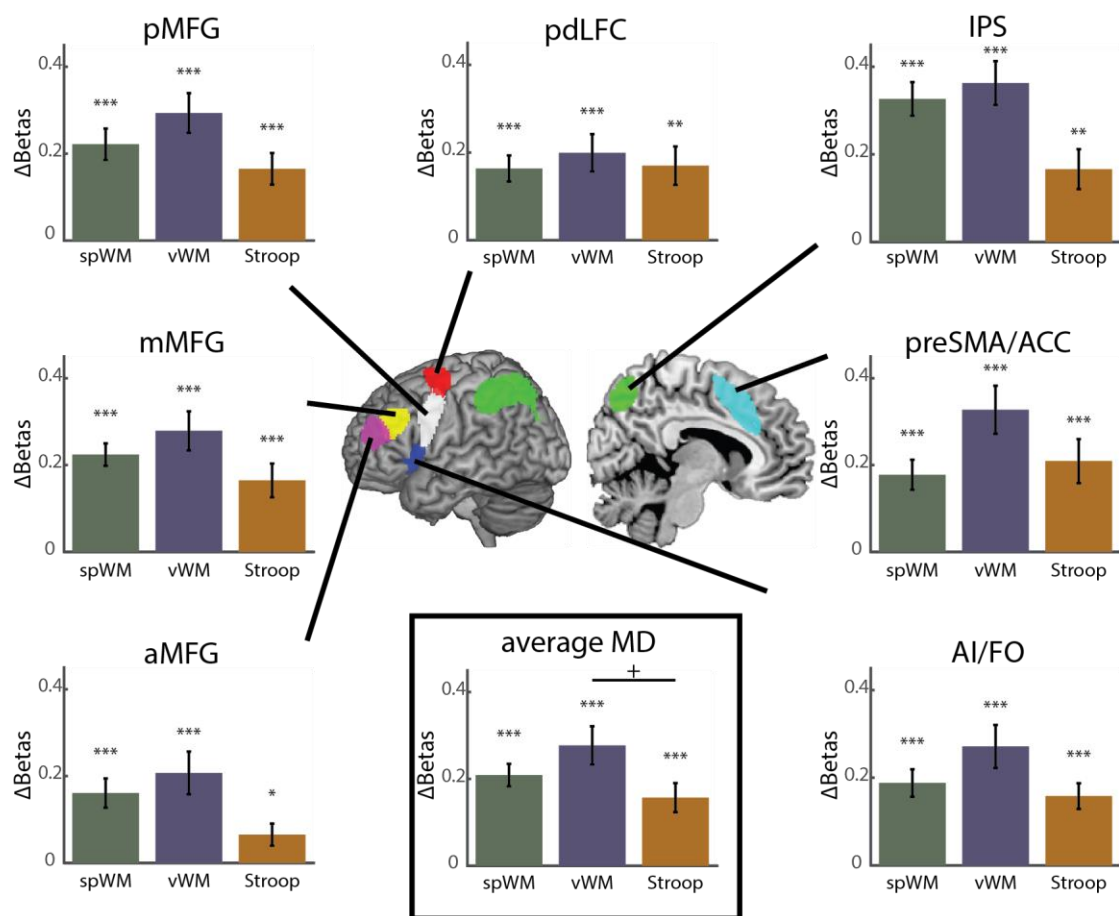 pMFG
0.4
0.2
0
ΔBetas
***
***
***
spWM
vWM
Stroop
pdLFC
0.4
0.2
0
ΔBetas
***
***
**
spWM
vWM
Stroop
IPS
0.4
0.2
0
ΔBetas
***
***
**
spWM
vWM
Stroop
mMFG
0.4
0.2
0
ΔBetas
***
***
***
spWM
vWM
Stroop
preSMA/ACC
0.4
0.2
0
ΔBetas
***
***
***
spWM
vWM
Stroop
aMFG
0.4
0.2
0
ΔBetas
***
***
*
spWM
vWM
Stroop
average MD
0.4
0.2
0
ΔBetas
***
***
+
***
spWM
vWM
Stroop
AI/FO
0.4
0.2
0
ΔBetas
***
***
***
spWM
vWM
Stroop